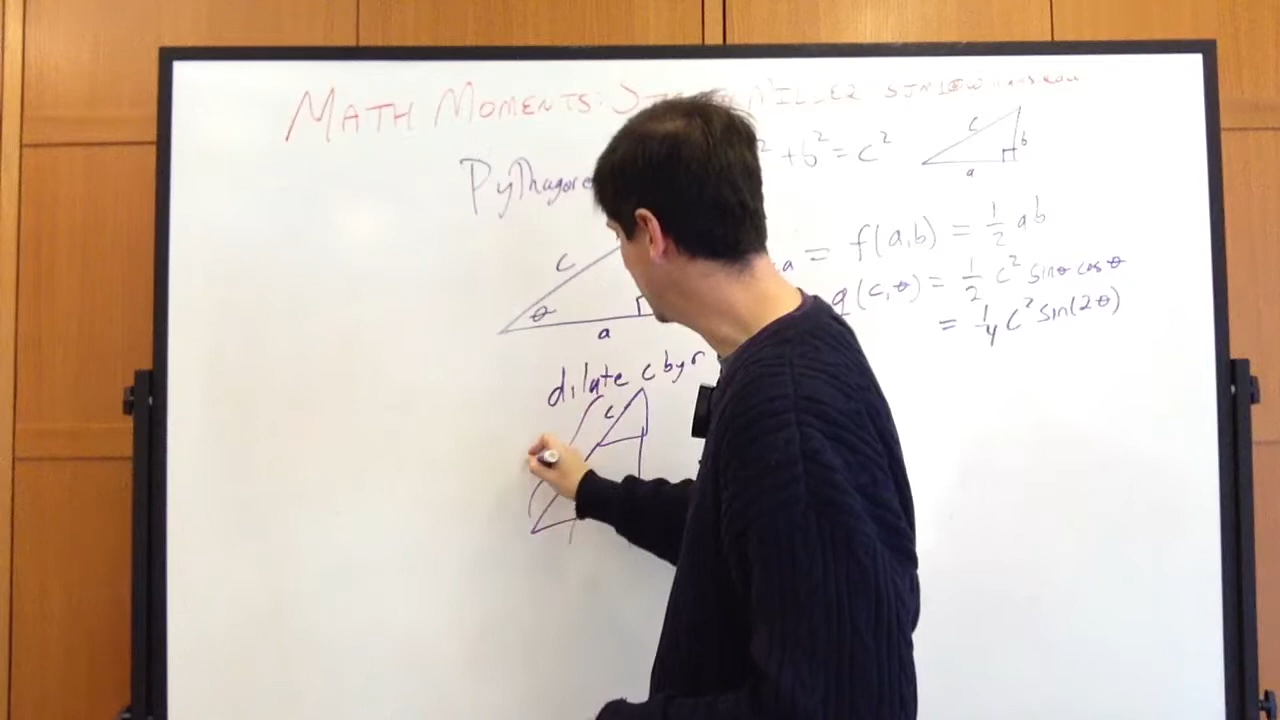 MATH MOMENTS:
Pythagore
² + b² = c²
c
b
a
c
θ
a
a = f(a,b) = 1/2 ab
g(c,θ) = 1/2 c² sinθ cosθ
= 1/4 c² sin(2θ)
dilate c by r
c